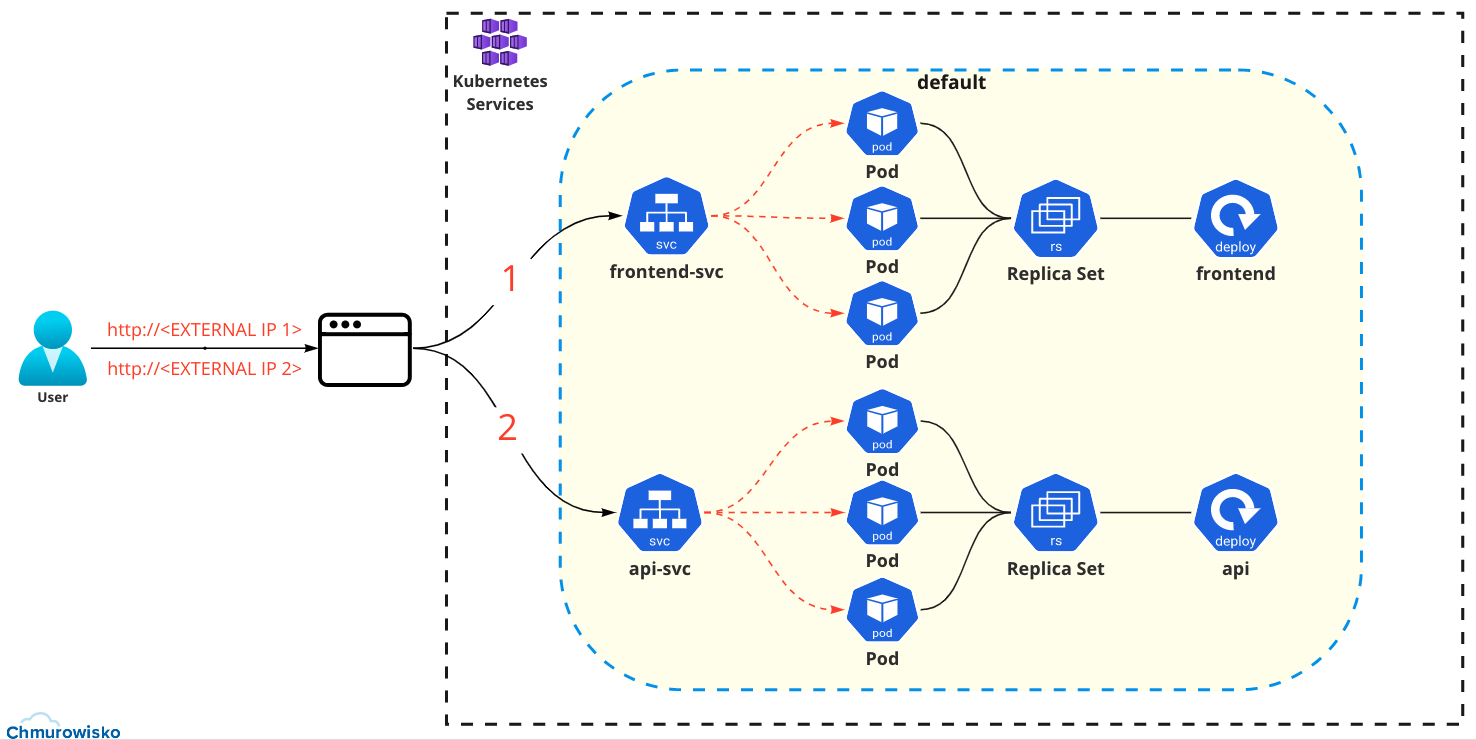 Kubernetes
Services
default
pod
Pod
svc
frontend-svc
pod
Pod
rs
Replica Set
deploy
frontend
pod
Pod
1
http://<EXTERNAL IP 1>
http://<EXTERNAL IP 2>
User
2
pod
Pod
svc
api-svc
pod
Pod
rs
Replica Set
deploy
api
pod
Pod
Chmurowisko